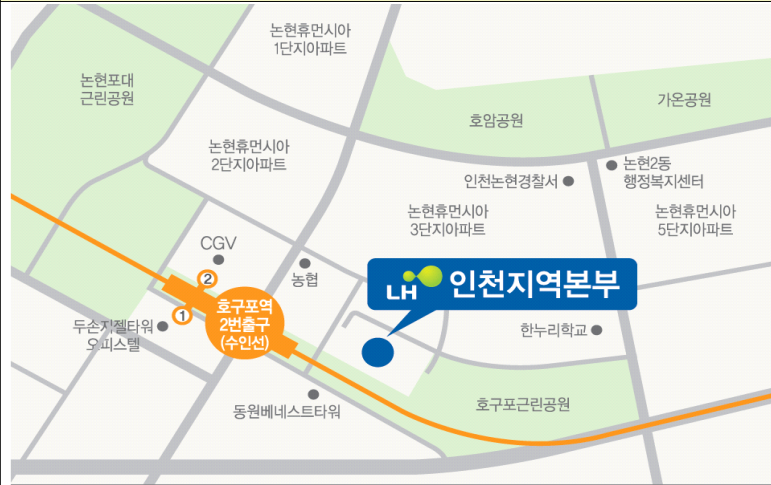 논현휴먼시아
1단지아파트
논현포대
근린공원
가온공원
호암공원
논현휴먼시아
2단지아파트
논현2동
행정복지센터
인천논현경찰서
논현휴먼시아
3단지아파트
논현휴먼시아
5단지아파트
CGV
농협
2
LH 인천지역본부
1
호구포역
2번출구
(수인선)
두손지젤타워
오피스텔
한누리학교
동원베네스트타워
호구포근린공원